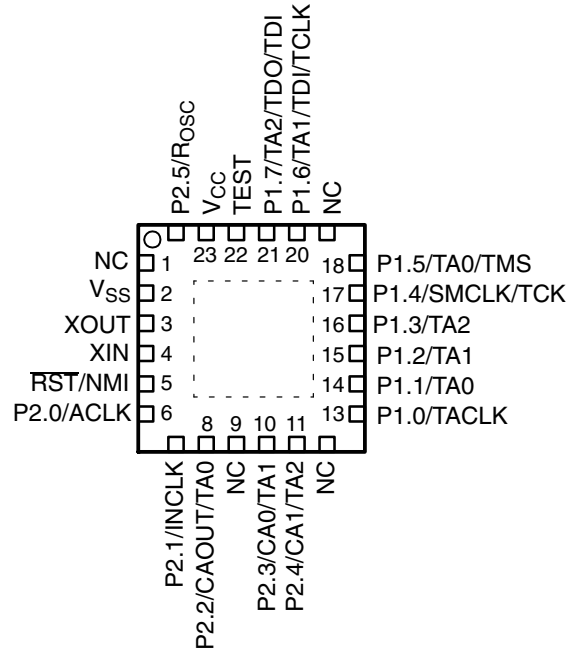 P2.5/ROSC
VCC
TEST
P1.7/TA2/TDO/TDI
P1.6/TA1/TDI/TCLK
NC
23 22 21 20
NC 1
VSS 2
XOUT 3
XIN 4
RST/NMI 5
P2.0/ACLK 6
18 P1.5/TA0/TMS
17 P1.4/SMCLK/TCK
16 P1.3/TA2
15 P1.2/TA1
14 P1.1/TA0
13 P1.0/TACLK
8 9 10 11
P2.1/INCLK
P2.2/CAOUT/TA0
NC
P2.3/CA0/TA1
P2.4/CA1/TA2
NC